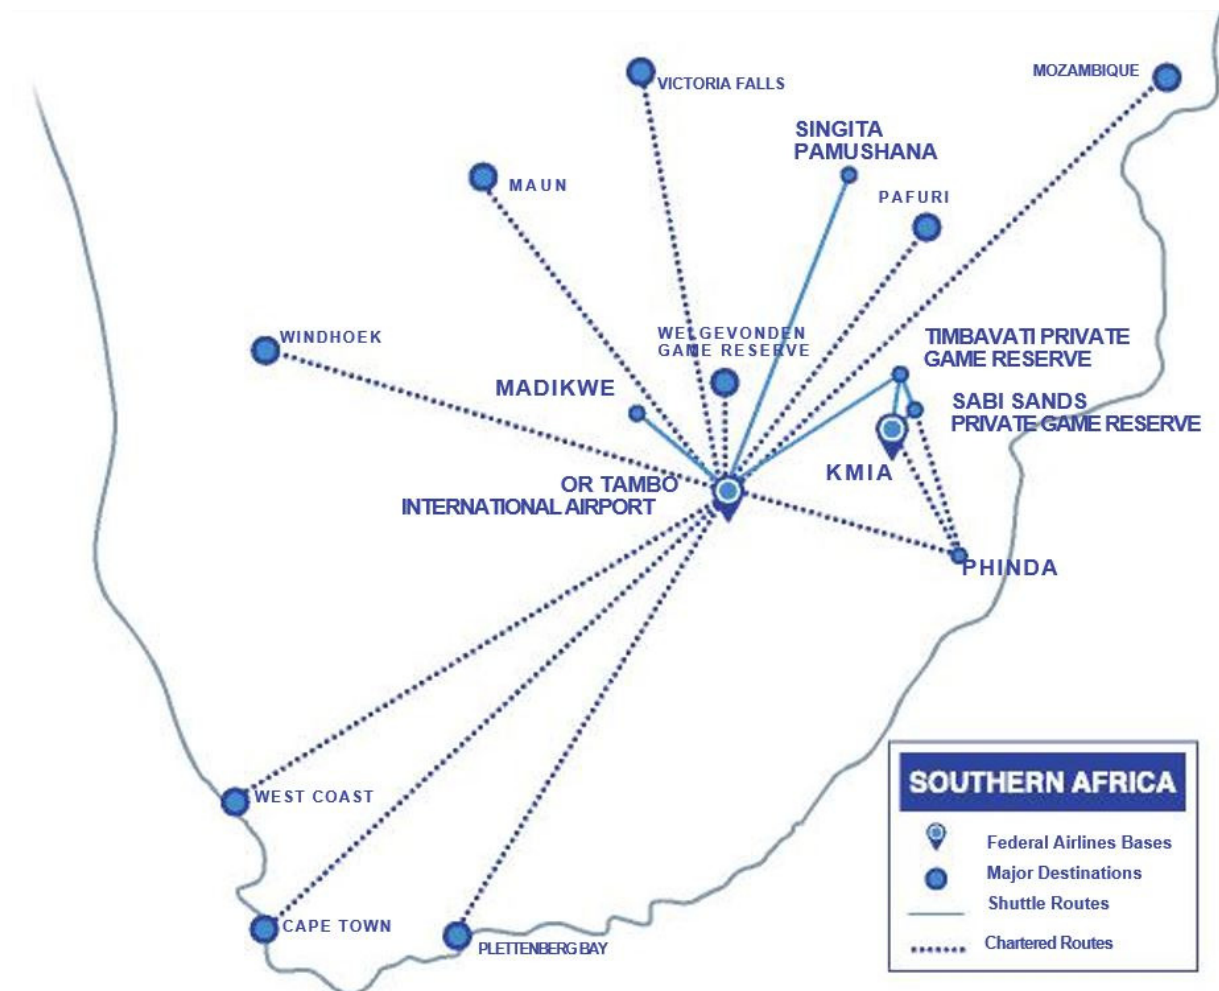 VICTORIA FALLS
MOZAMBIQUE
SINGITA
PAMUSHANA
MAUN
PAFURI
WINDHOEK
WELGEVONDEN
GAME RESERVE
TIMBAVATI PRIVATE
GAME RESERVE
MADIKWE
SABI SANDS
PRIVATE GAME RESERVE
KMIA
OR TAMBO
INTERNATIONAL AIRPORT
PHINDA
WEST COAST
CAPE TOWN
PLETTENBERG BAY
SOUTHERN AFRICA
Federal Airlines Bases
Major Destinations
Shuttle Routes
Chartered Routes